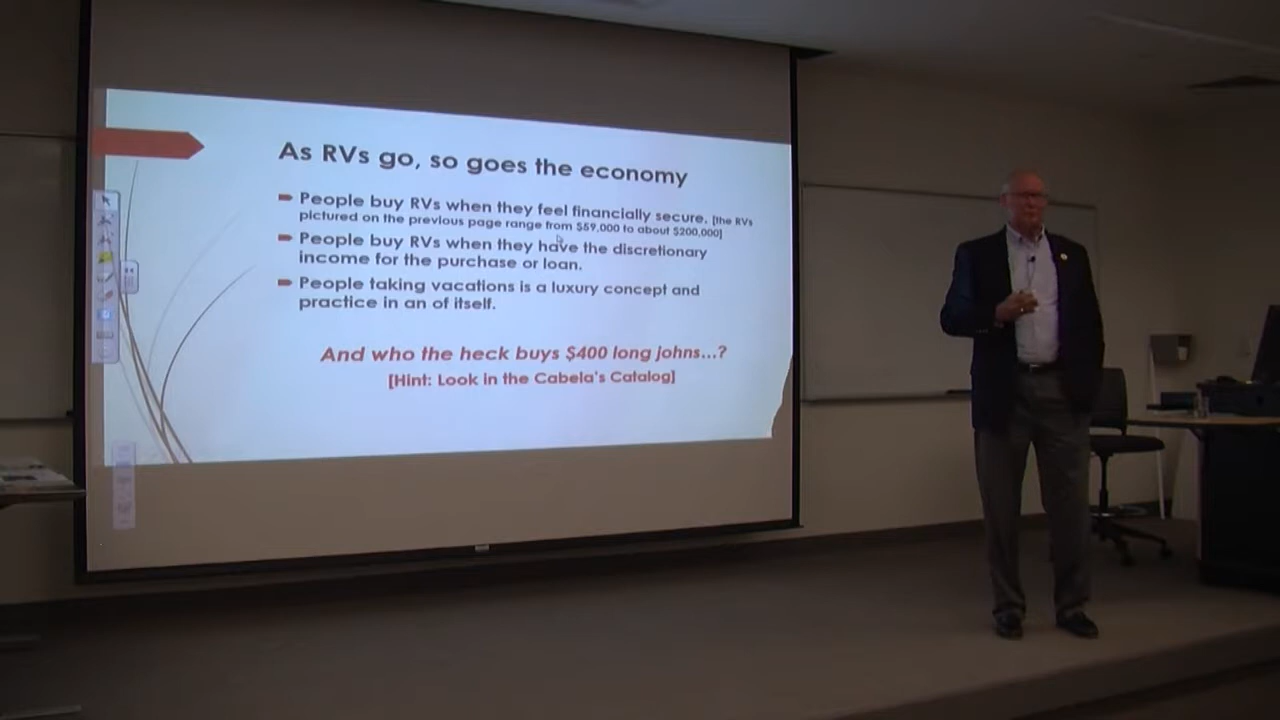 As RVs go, so goes the economy
People buy RVs when they feel financially secure. [the RVs
pictured on the previous page range from $59,000 to about $200,000]
People buy RVs when they have the discretionary
income for the purchase or loan.
People taking vacations is a luxury concept and
practice in an of itself.
And who the heck buys $400 long johns...?
[Hint: Look in the Cabela's Catalog]